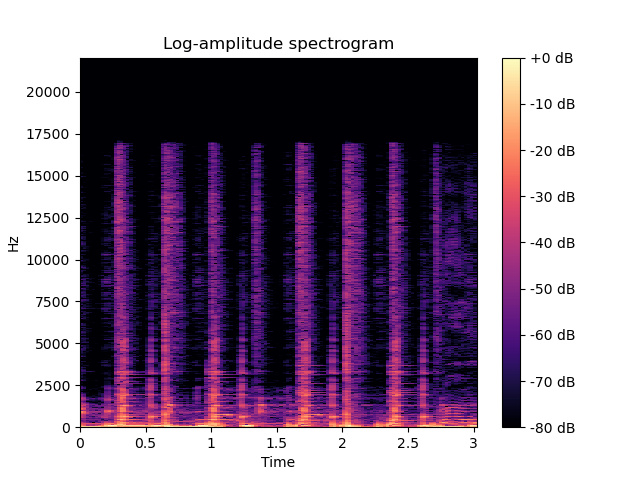 Log-amplitude spectrogram
20000
17500
15000
12500
10000
7500
5000
2500
0
Hz
0 0.5 1 1.5 2 2.5 3
Time
+0 dB
-10 dB
-20 dB
-30 dB
-40 dB
-50 dB
-60 dB
-70 dB
-80 dB